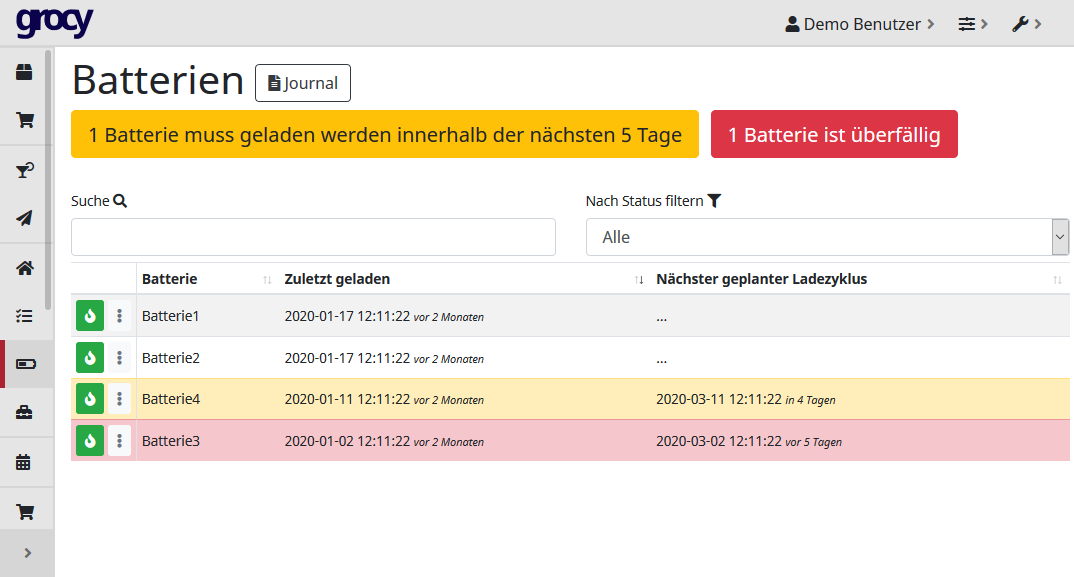 grocy
Demo Benutzer
Batterien
Journal
1 Batterie muss geladen werden innerhalb der nächsten 5 Tage
1 Batterie ist überfällig
Suche
Nach Status filtern
Alle
Batterie Zuletzt geladen Nächster geplanter Ladezyklus
Batterie1 2020-01-17 12:11:22 vor 2 Monaten ...
Batterie2 2020-01-17 12:11:22 vor 2 Monaten ...
Batterie4 2020-01-11 12:11:22 vor 2 Monaten 2020-03-11 12:11:22 in 4 Tagen
Batterie3 2020-01-02 12:11:22 vor 2 Monaten 2020-03-02 12:11:22 vor 5 Tagen